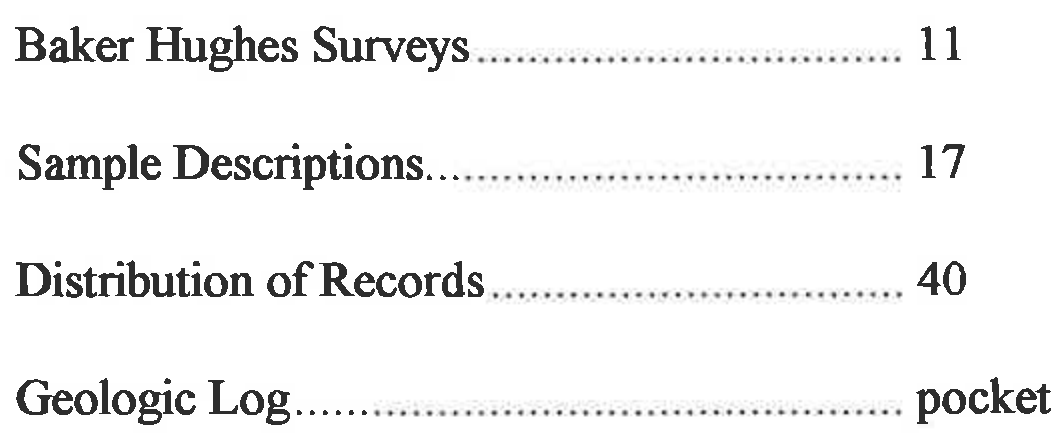 Baker Hughes Surveys.......................................... 11
Sample Descriptions............................................. 17
Distribution of Records........................................ 40
Geologic Log......................................................... pocket